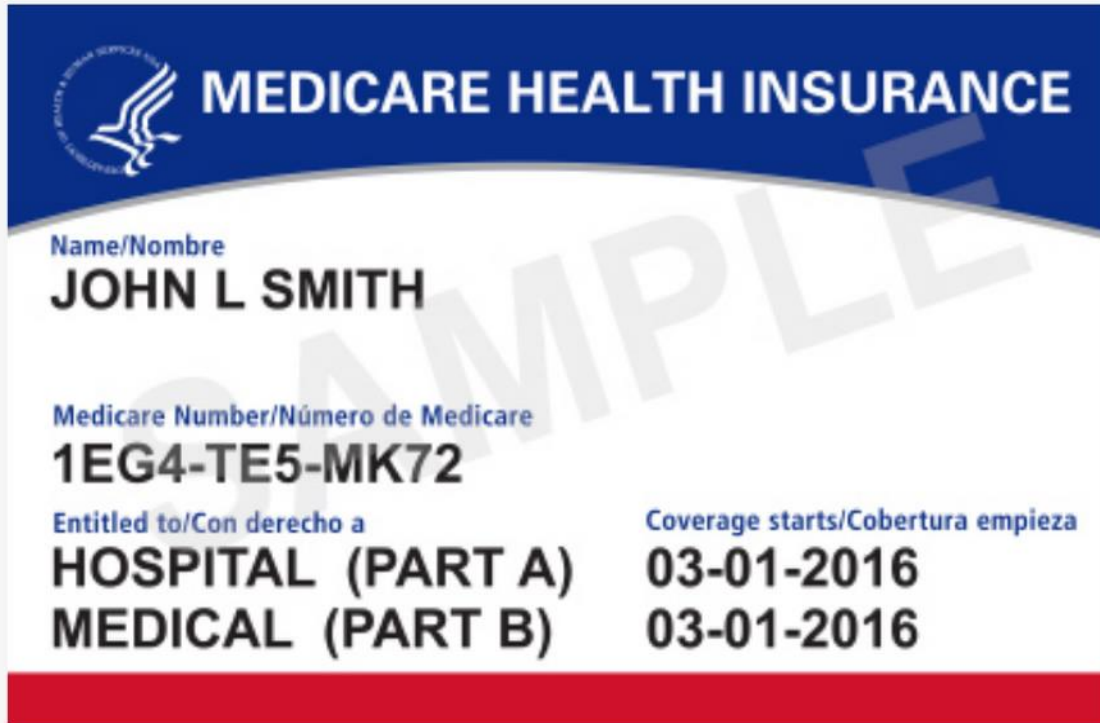 MEDICARE HEALTH INSURANCE
Name/Nombre
JOHN L SMITH
Medicare Number/Número de Medicare
1EG4-TE5-MK72
Entitled to/Con derecho a
Coverage starts/Cobertura empieza
HOSPITAL (PART A) 03-01-2016
MEDICAL (PART B) 03-01-2016
SAMPLE